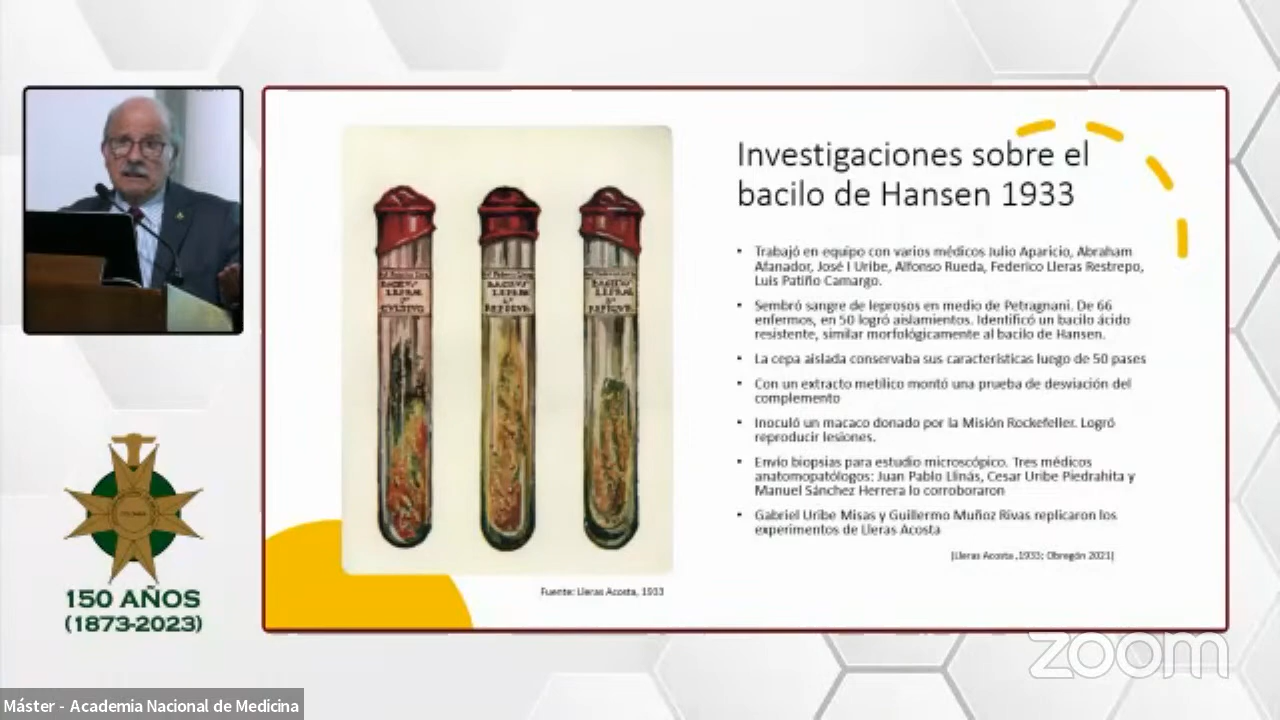 Investigaciones sobre el
bacilo de Hansen 1933
• Trabajó en equipo con varios médicos Julio Aparicio, Abraham
Afanador, José I Uribe, Alfonso Rueda, Federico Lleras Restrepo,
Luis Patiño Camargo.
• Sembró sangre de leprosos en medio de Petragnani. De 66
enfermos, en 50 logró aislamientos. Identificó un bacilo ácido
resistente, similar morfológicamente al bacilo de Hansen.
• La cepa aislada conservaba sus características luego de 50 pases
• Con un extracto metílico montó una prueba de desviación del
complemento
• Inoculó un macaco donado por la Misión Rockefeller. Logró
reproducir lesiones.
• Envío biopsias para estudio microscópico. Tres médicos
anatomopatólogos: Juan Pablo Llinás, Cesar Uribe Piedrahita y
Manuel Sánchez Herrera lo corroboraron
• Gabriel Uribe Misas y Guillermo Muñoz Rivas replicaron los
experimentos de Lleras Acosta
(Lleras Acosta ,1933; Obregón 2021)
BACILUS
LEPRAE
Fuente: Lleras Acosta, 1933
150 AÑOS
(1873-2023)
zoom
Máster - Academia Nacional de Medicina